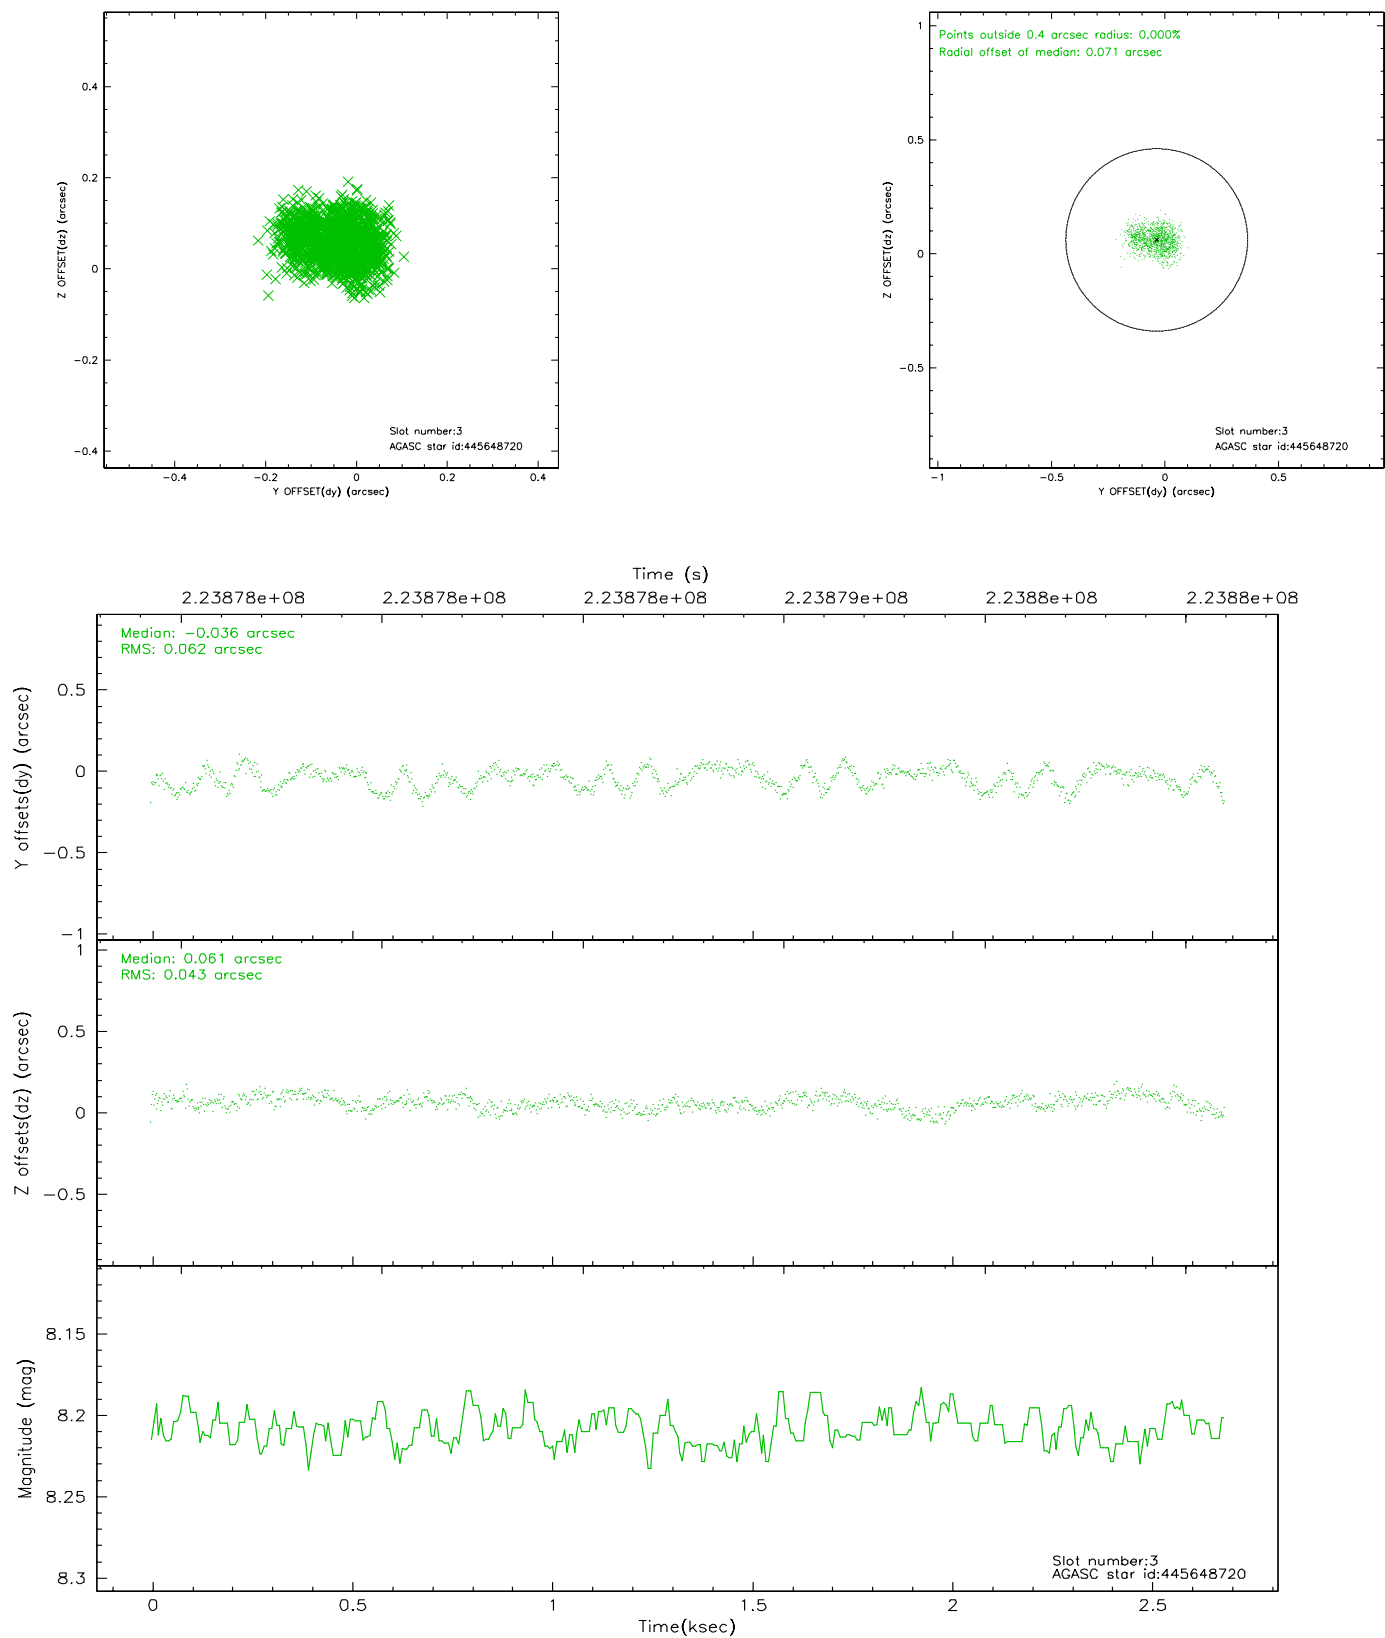 0.4
0.2
0
−0.2
−0.4
Z OFFSET(dz) (arcsec)
Slot number:3
AGASC star id:445648720
−0.4 −0.2 0 0.2 0.4
Y OFFSET(dy) (arcsec)
Points outside 0.4 arcsec radius: 0.000%
Radial offset of median: 0.071 arcsec
1
0.5
0
−0.5
Z OFFSET(dz) (arcsec)
Slot number:3
AGASC star id:445648720
−1 −0.5 0 0.5
Y OFFSET(dy) (arcsec)
Time (s)
2.23878e+08 2.23878e+08 2.23878e+08 2.23879e+08 2.2388e+08 2.2388e+08
Median: −0.036 arcsec
RMS: 0.062 arcsec
0.5
0
−0.5
−1
Y offsets(dy) (arcsec)
Median: 0.061 arcsec
RMS: 0.043 arcsec
1
0.5
0
−0.5
Z offsets(dz) (arcsec)
8.15
8.2
8.25
8.3
Magnitude (mag)
Slot number:3
AGASC star id:445648720
0 0.5 1 1.5 2 2.5
Time(ksec)